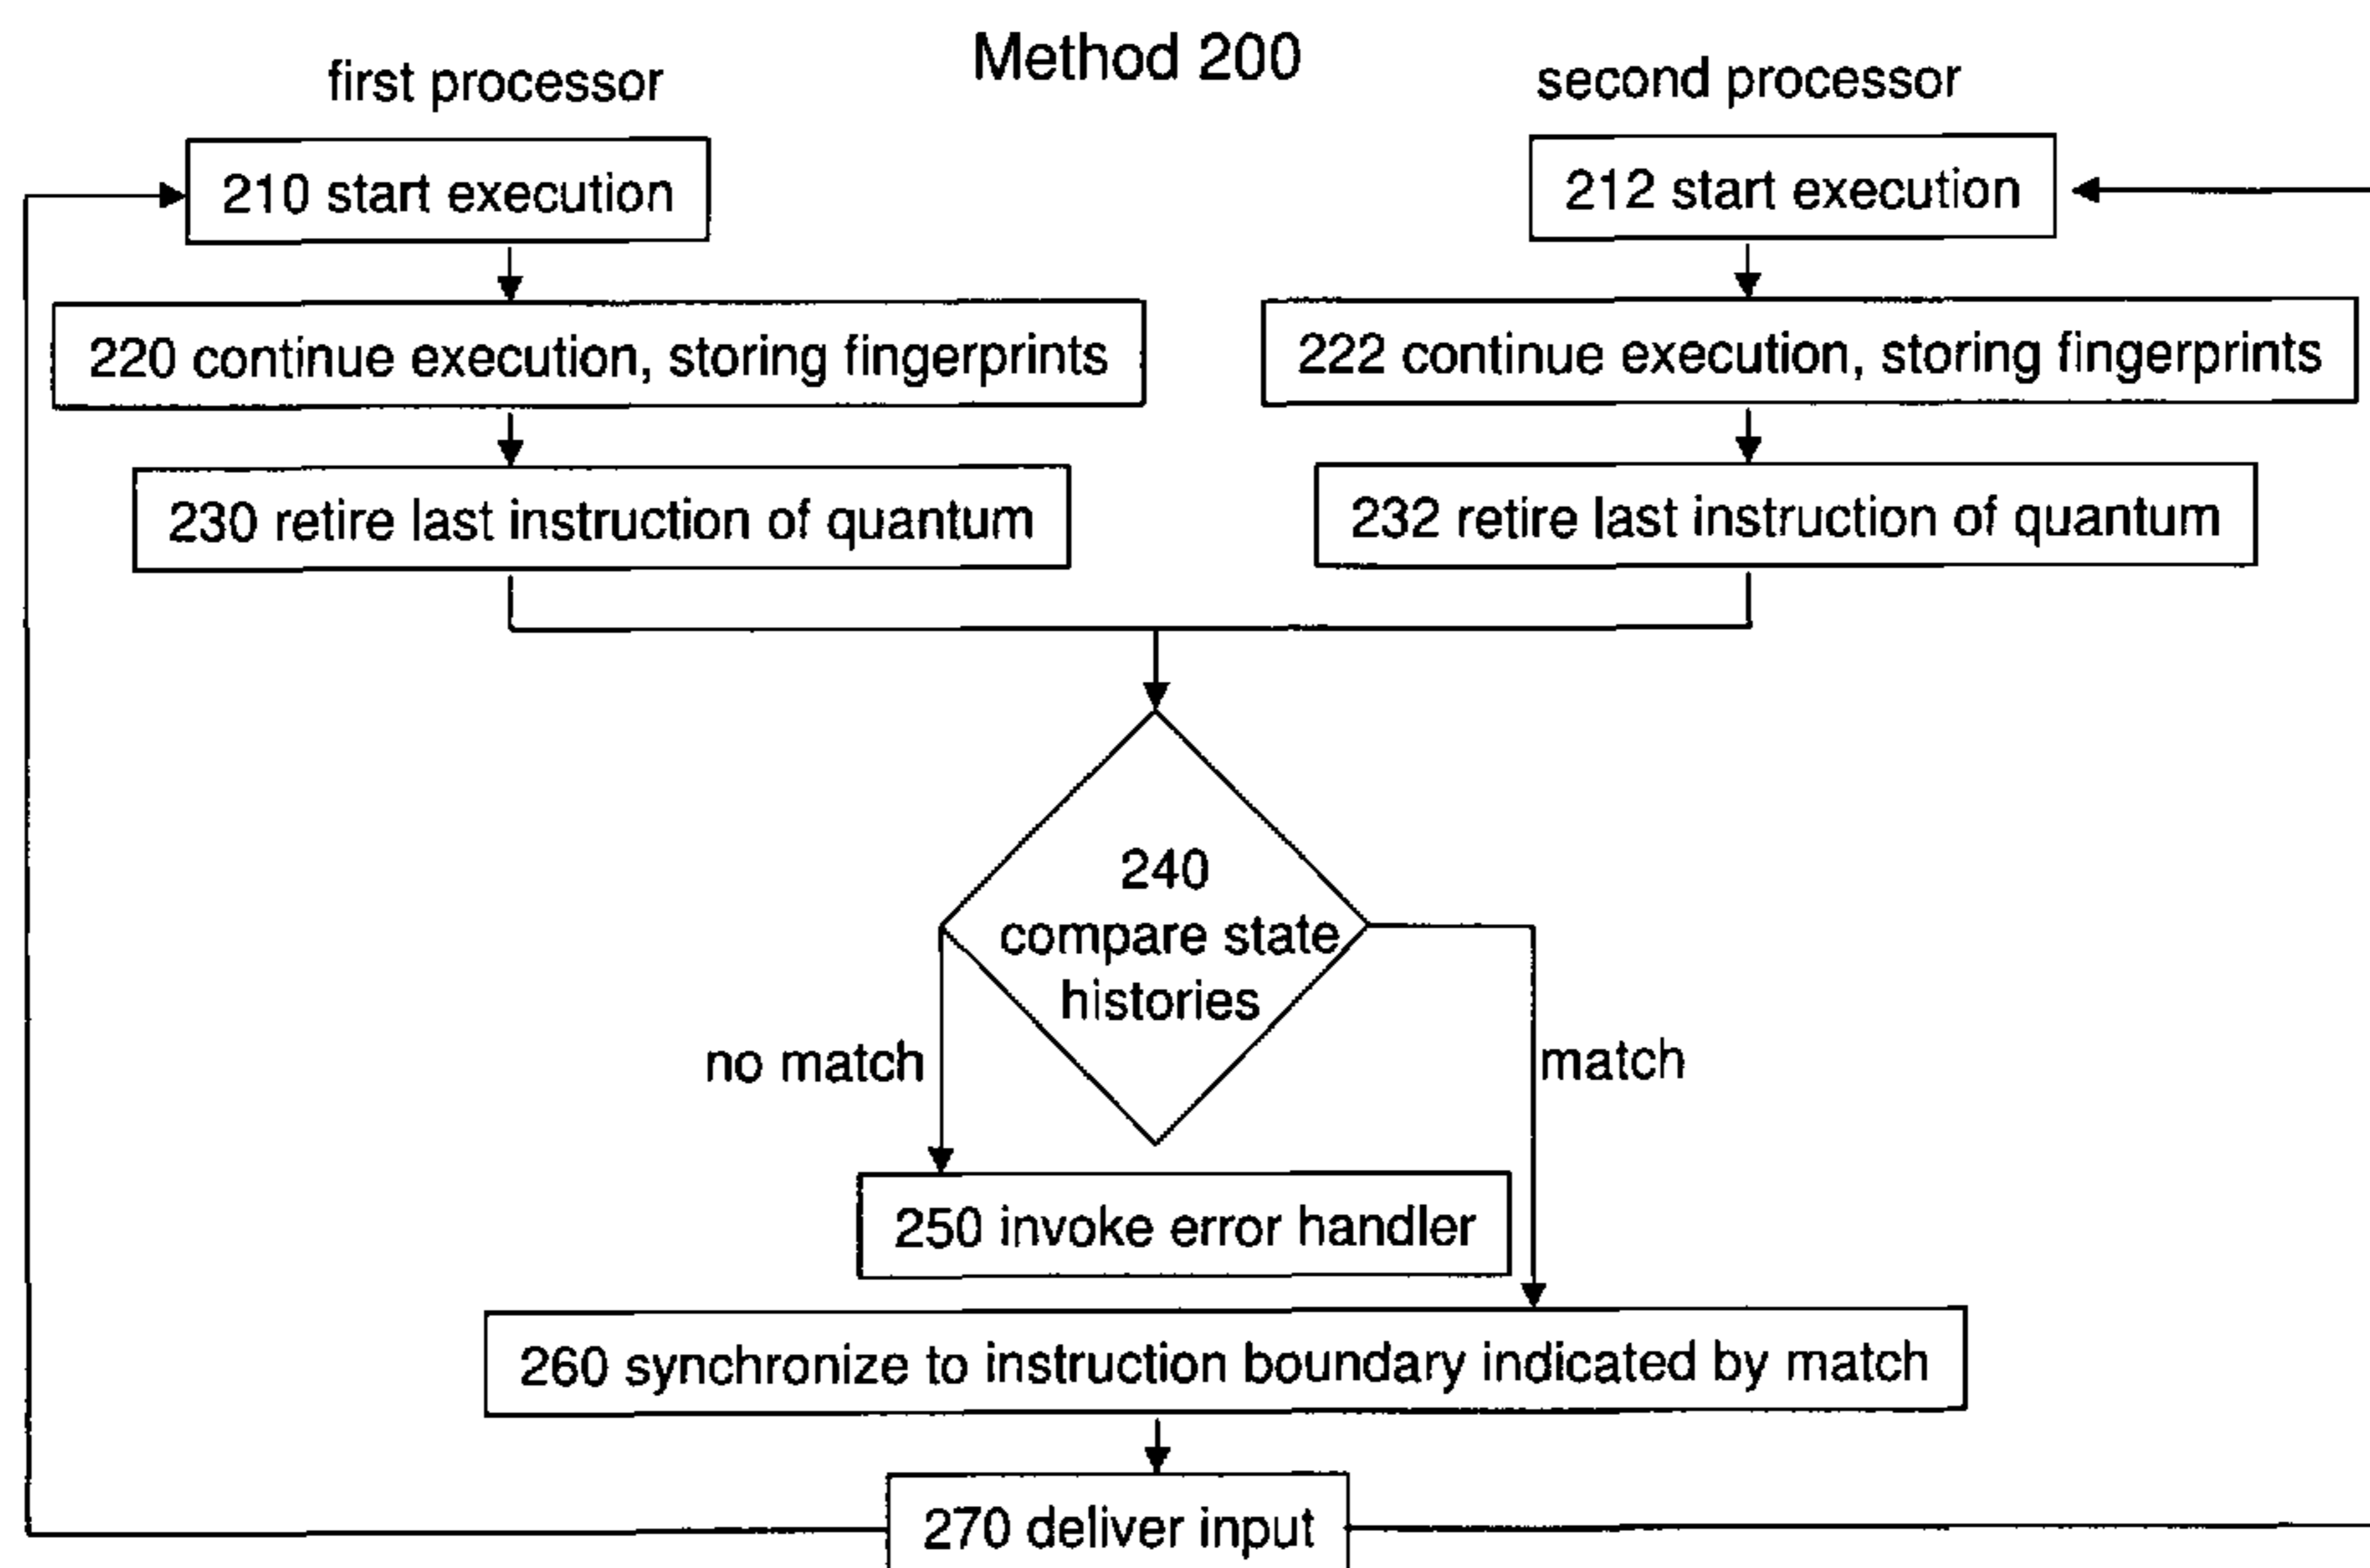 Method 200
first processor
second processor
210 start execution
212 start execution
220 continue execution, storing fingerprints
222 continue execution, storing fingerprints
230 retire last instruction of quantum
232 retire last instruction of quantum
240
compare state
histories
no match
match
250 invoke error handler
260 synchronize to instruction boundary indicated by match
270 deliver input